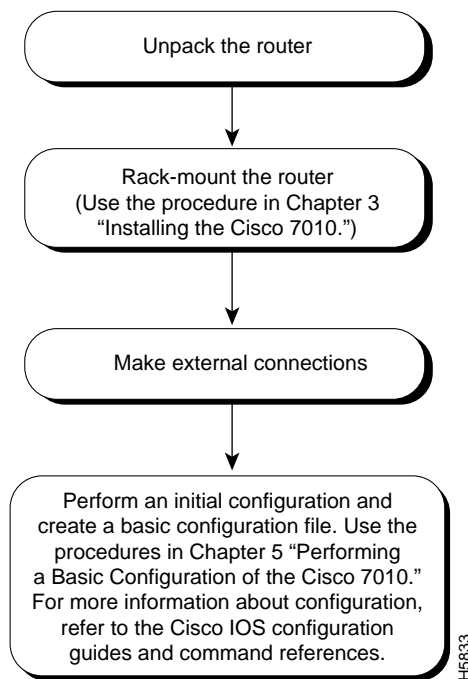 Unpack the router
Rack-mount the router
(Use the procedure in Chapter 3
“Installing the Cisco 7010.”)
Make external connections
Perform an initial configuration and
create a basic configuration file. Use the
procedures in Chapter 5 “Performing
a Basic Configuration of the Cisco 7010.”
For more information about configuration,
refer to the Cisco IOS configuration
guides and command references.
H5833